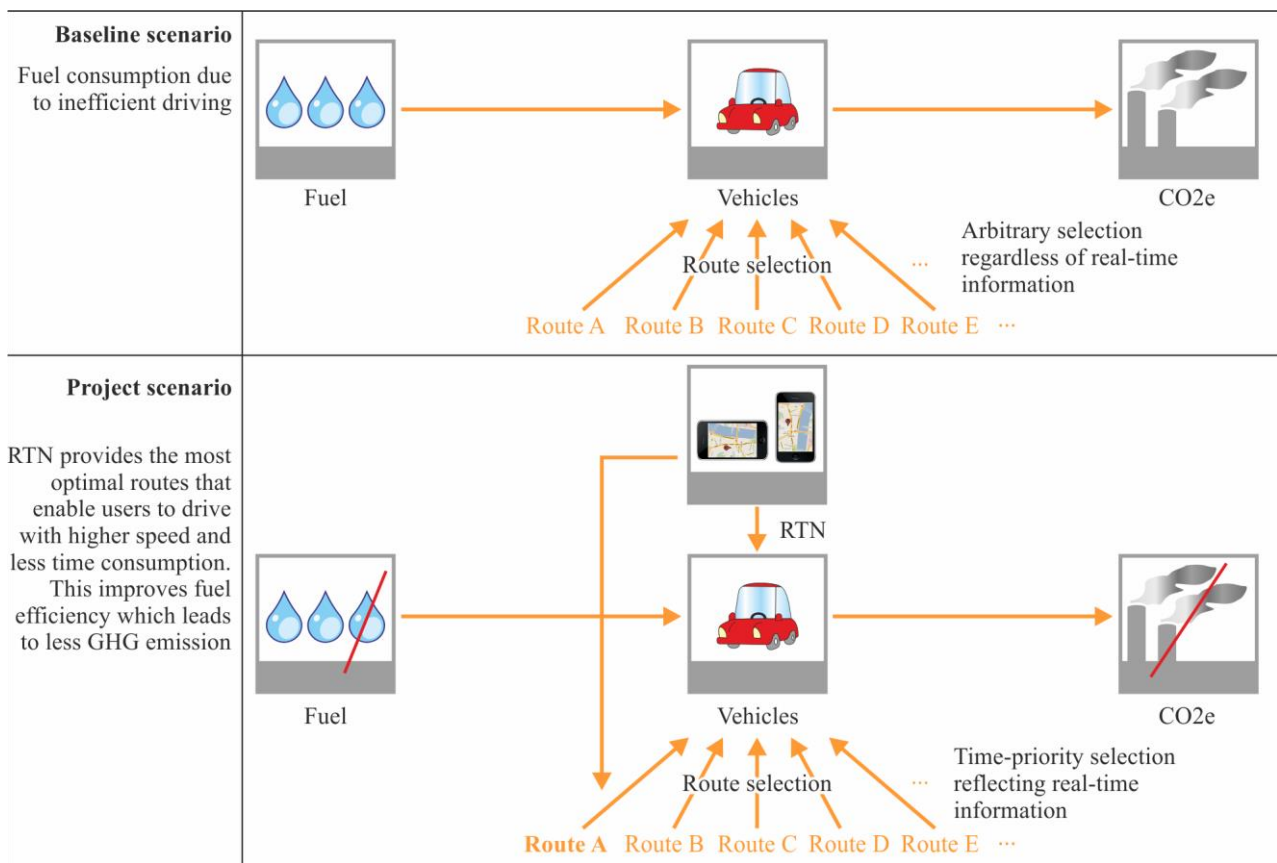 Baseline scenario
Fuel consumption due
to inefficient driving
Fuel
Vehicles
CO2e
Route selection
...
Arbitrary selection
regardless of real-time
information
Route A
Route B
Route C
Route D
Route E
...
Project scenario
RTN provides the most
optimal routes that
enable users to drive
with higher speed and
less time consumption.
This improves fuel
efficiency which leads
to less GHG emission
RTN
Fuel
Vehicles
CO2e
Route selection
...
Time-priority selection
reflecting real-time
information
Route A
Route B
Route C
Route D
Route E
...